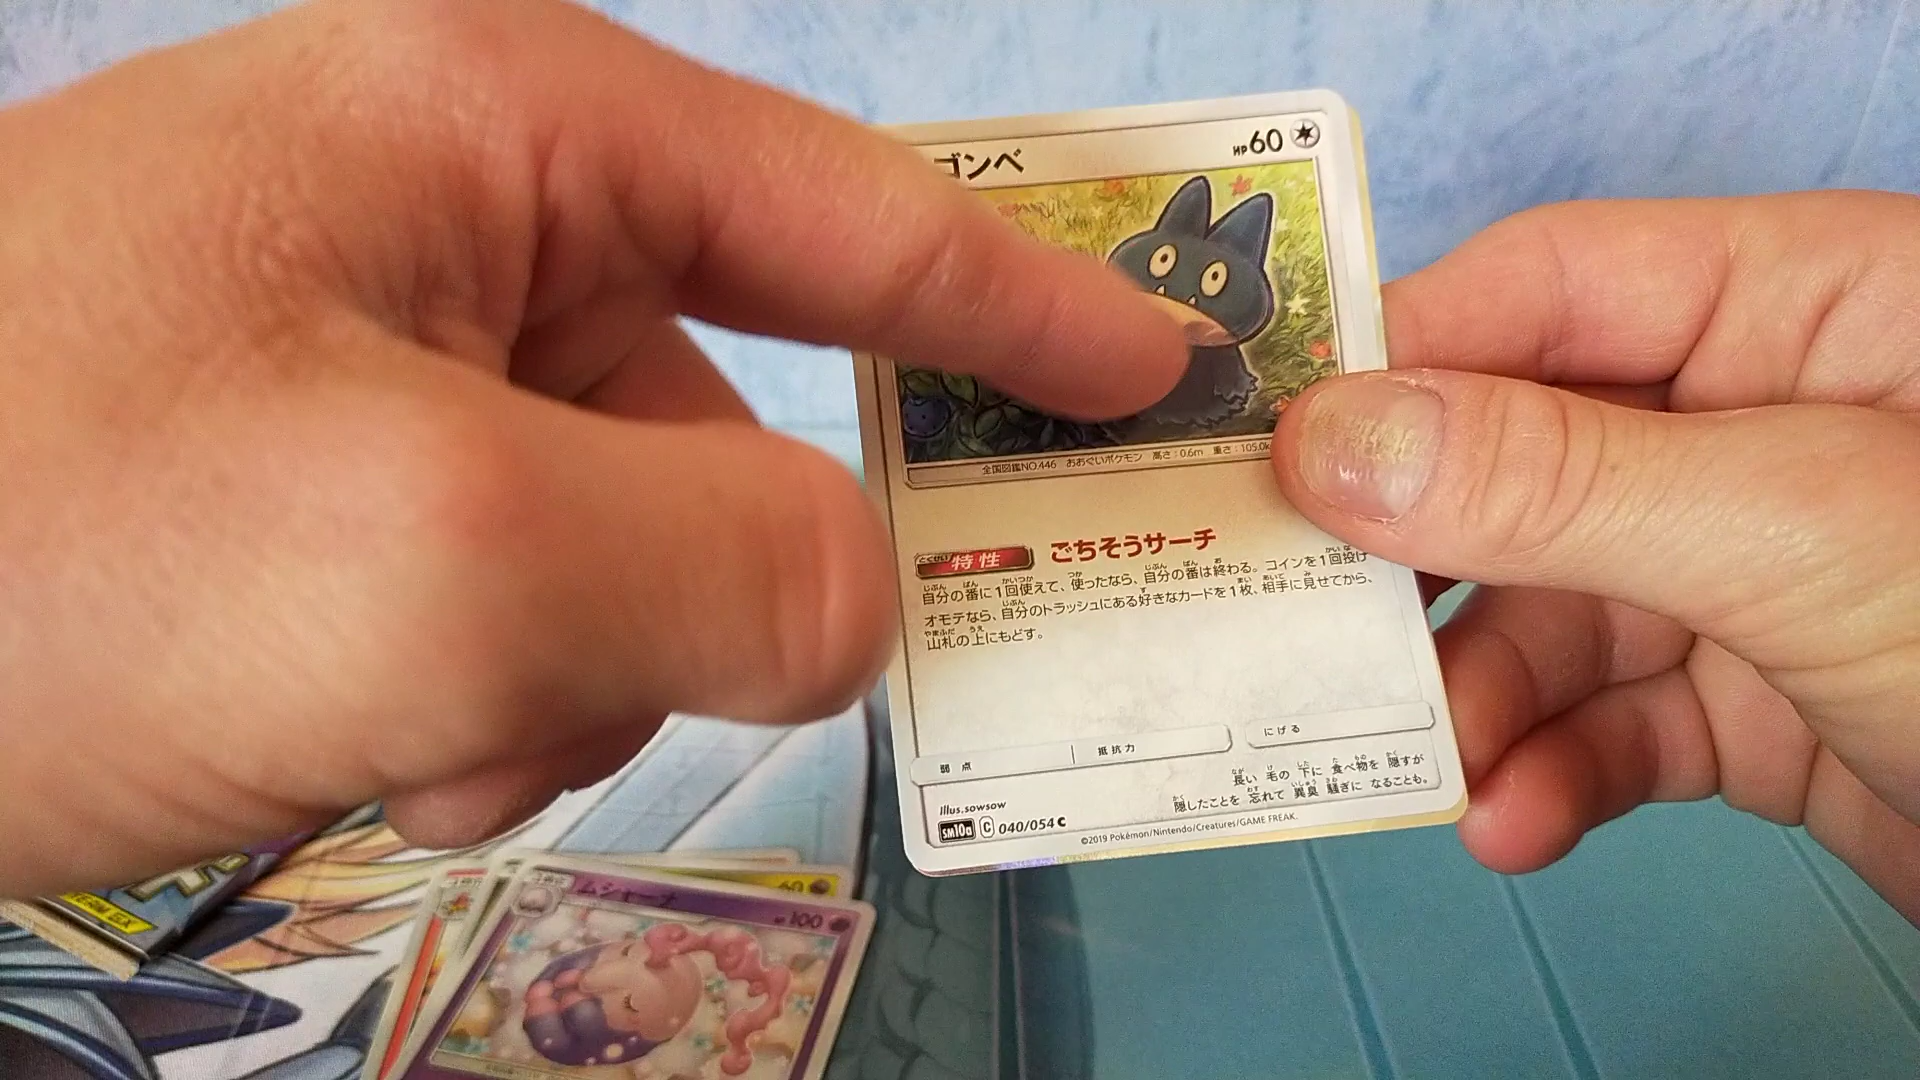 ゴンベ
HP60
全国図鑑NO.446 おおぐいポケモン 高さ:0.6m 重さ:105.0k
とくせい
特性 ごちそうサーチ
自分の番に1回使えて、使ったなら、自分の番は終わる。コインを1回投げ
オモテなら、自分のトラッシュにある好きなカードを1枚、相手に見せてから、
山札の上にもどす。
弱点 抵抗力 にげる
長い 毛の 下に 食べ物を 隠すが
隠したことを 忘れて 異臭 騒ぎに なることも。
Illus.sowsow
SM10a C 040/054 C
©2019 Pokémon/Nintendo/Creatures/GAME FREAK.
60
ムシャーナ
HP100